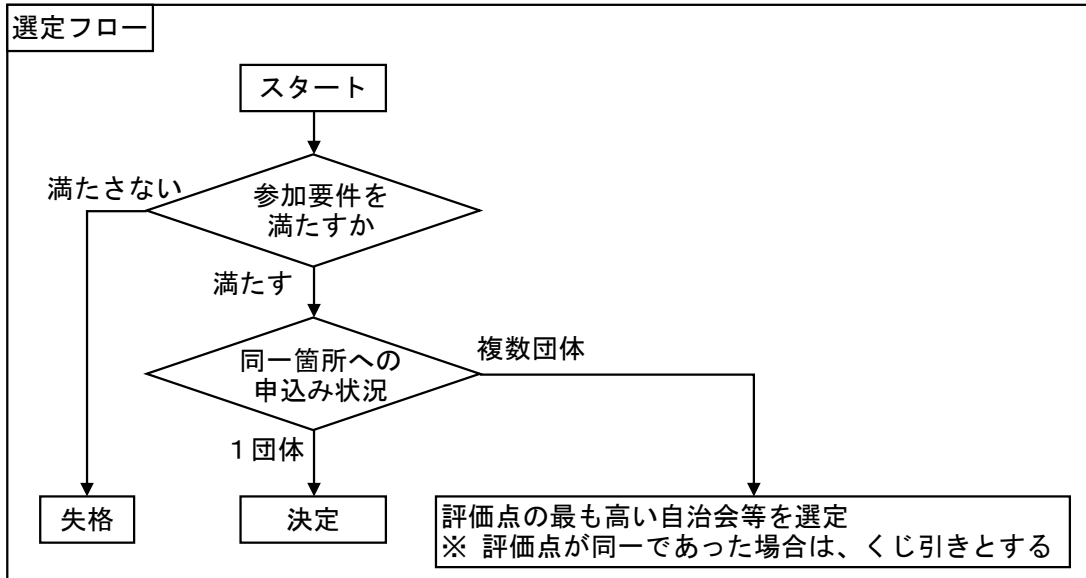 選定フロー
スタート
参加要件を
満たすか
満たさない
満たす
同一箇所への
申込み状況
複数団体
１団体
失格
決定
評価点の最も高い自治会等を選定
※ 評価点が同一であった場合は、くじ引きとする